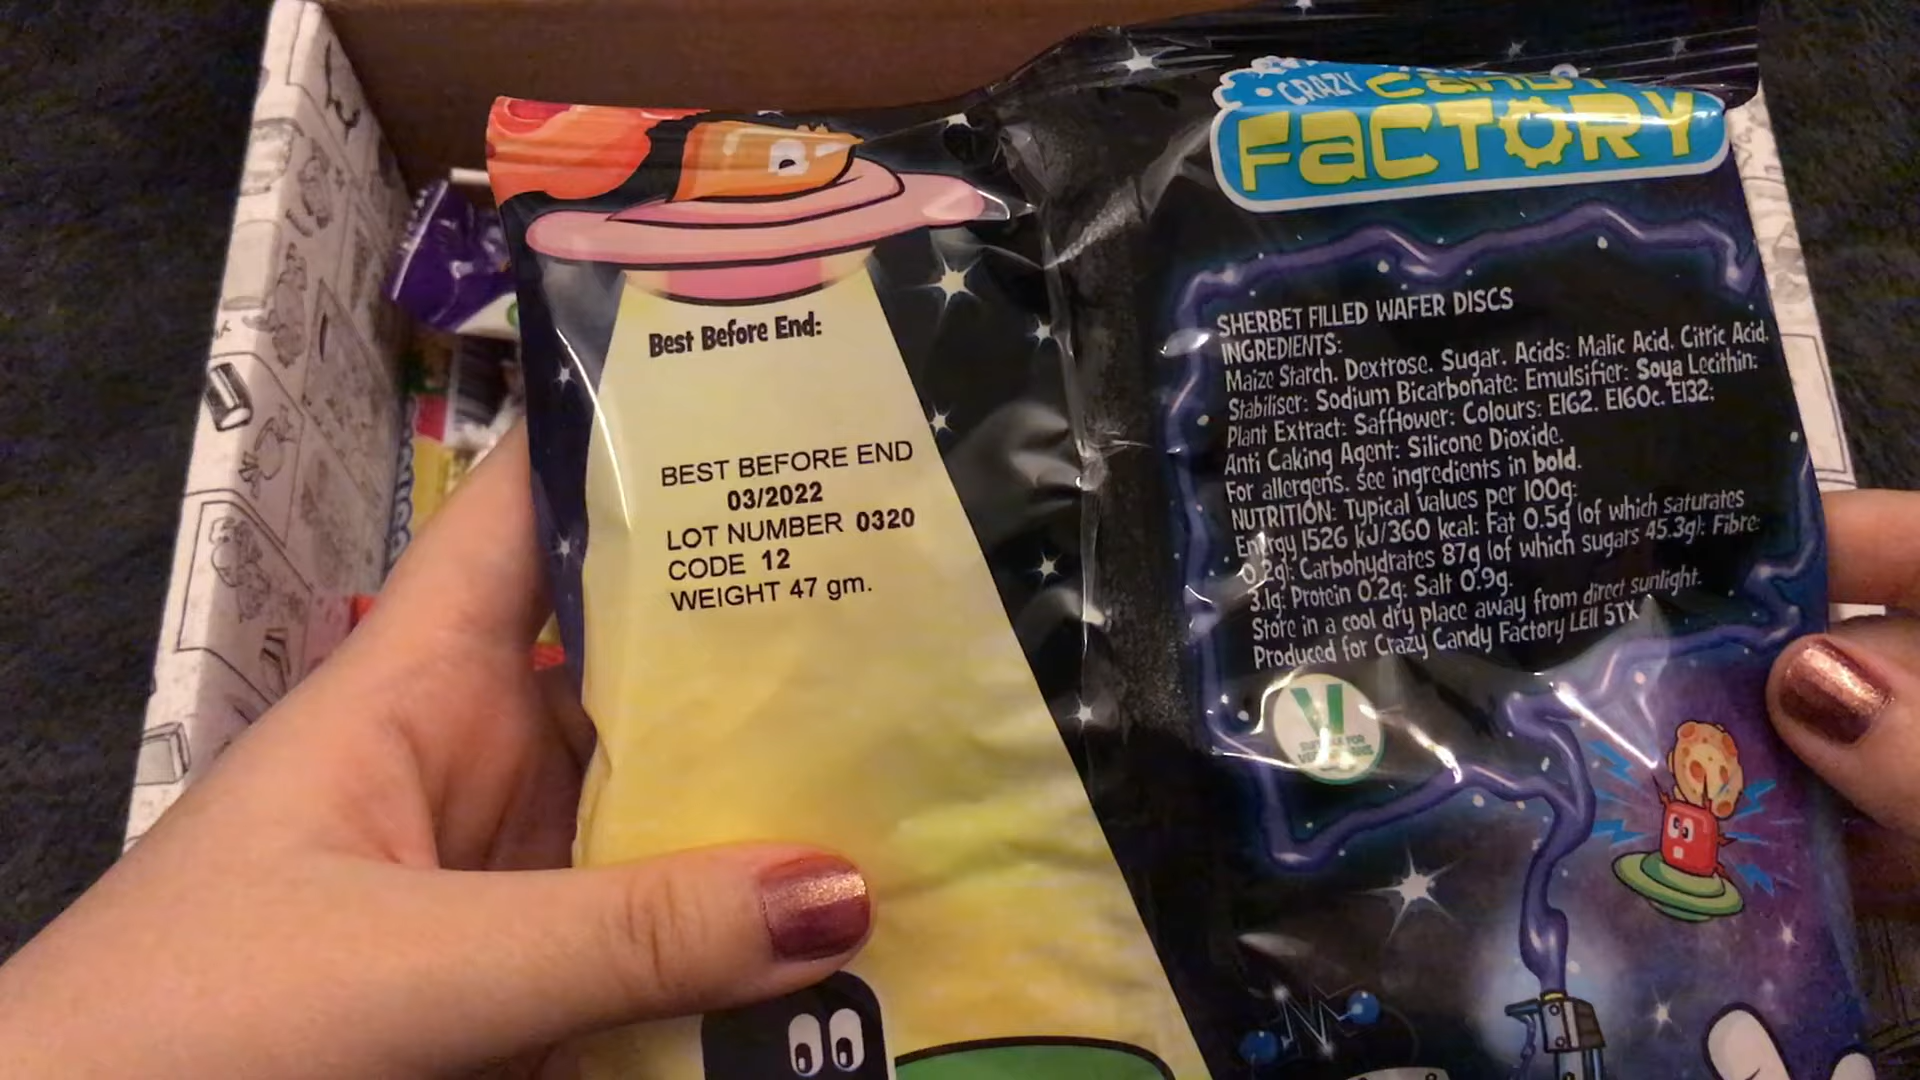 CRAZY CANDY
FACTORY
Best Before End:
BEST BEFORE END
03/2022
LOT NUMBER 0320
CODE 12
WEIGHT 47 gm.
SHERBET FILLED WAFER DISCS
INGREDIENTS:
Maize Starch, Dextrose, Sugar, Acids: Malic Acid, Citric Acid,
Stabiliser: Sodium Bicarbonate; Emulsifier: Soya Lecithin;
Plant Extract: Safflower; Colours: E162, E160c, E132;
Anti Caking Agent: Silicone Dioxide.
For allergens, see ingredients in bold.
NUTRITION: Typical values per 100g:
Energy 1526 kJ/360 kcal; Fat 0.5g (of which saturates
0.2g); Carbohydrates 87g (of which sugars 45.3g); Fibre:
3.1g; Protein 0.2g; Salt 0.9g.
Store in a cool dry place away from direct sunlight.
Produced for Crazy Candy Factory LE11 5TX
V